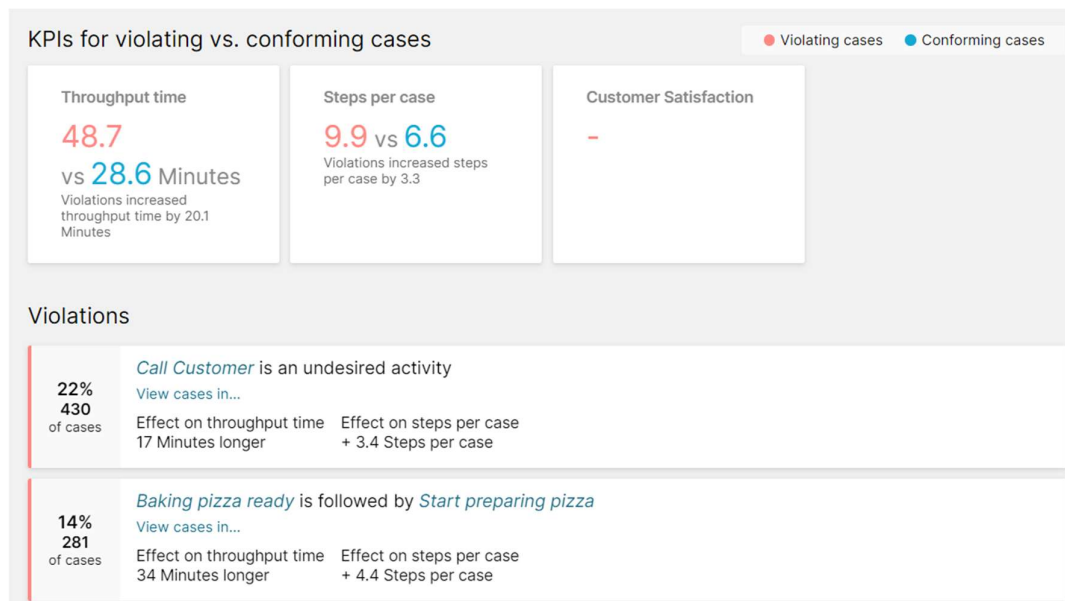 KPIs for violating vs. conforming cases
Violating cases
Conforming cases
Throughput time
48.7
vs 28.6 Minutes
Violations increased
throughput time by 20.1
Minutes
Steps per case
9.9 vs 6.6
Violations increased steps
per case by 3.3
Customer Satisfaction
-
Violations
22%
430
of cases
Call Customer is an undesired activity
View cases in...
Effect on throughput time
17 Minutes longer
Effect on steps per case
+ 3.4 Steps per case
14%
281
of cases
Baking pizza ready is followed by Start preparing pizza
View cases in...
Effect on throughput time
34 Minutes longer
Effect on steps per case
+ 4.4 Steps per case